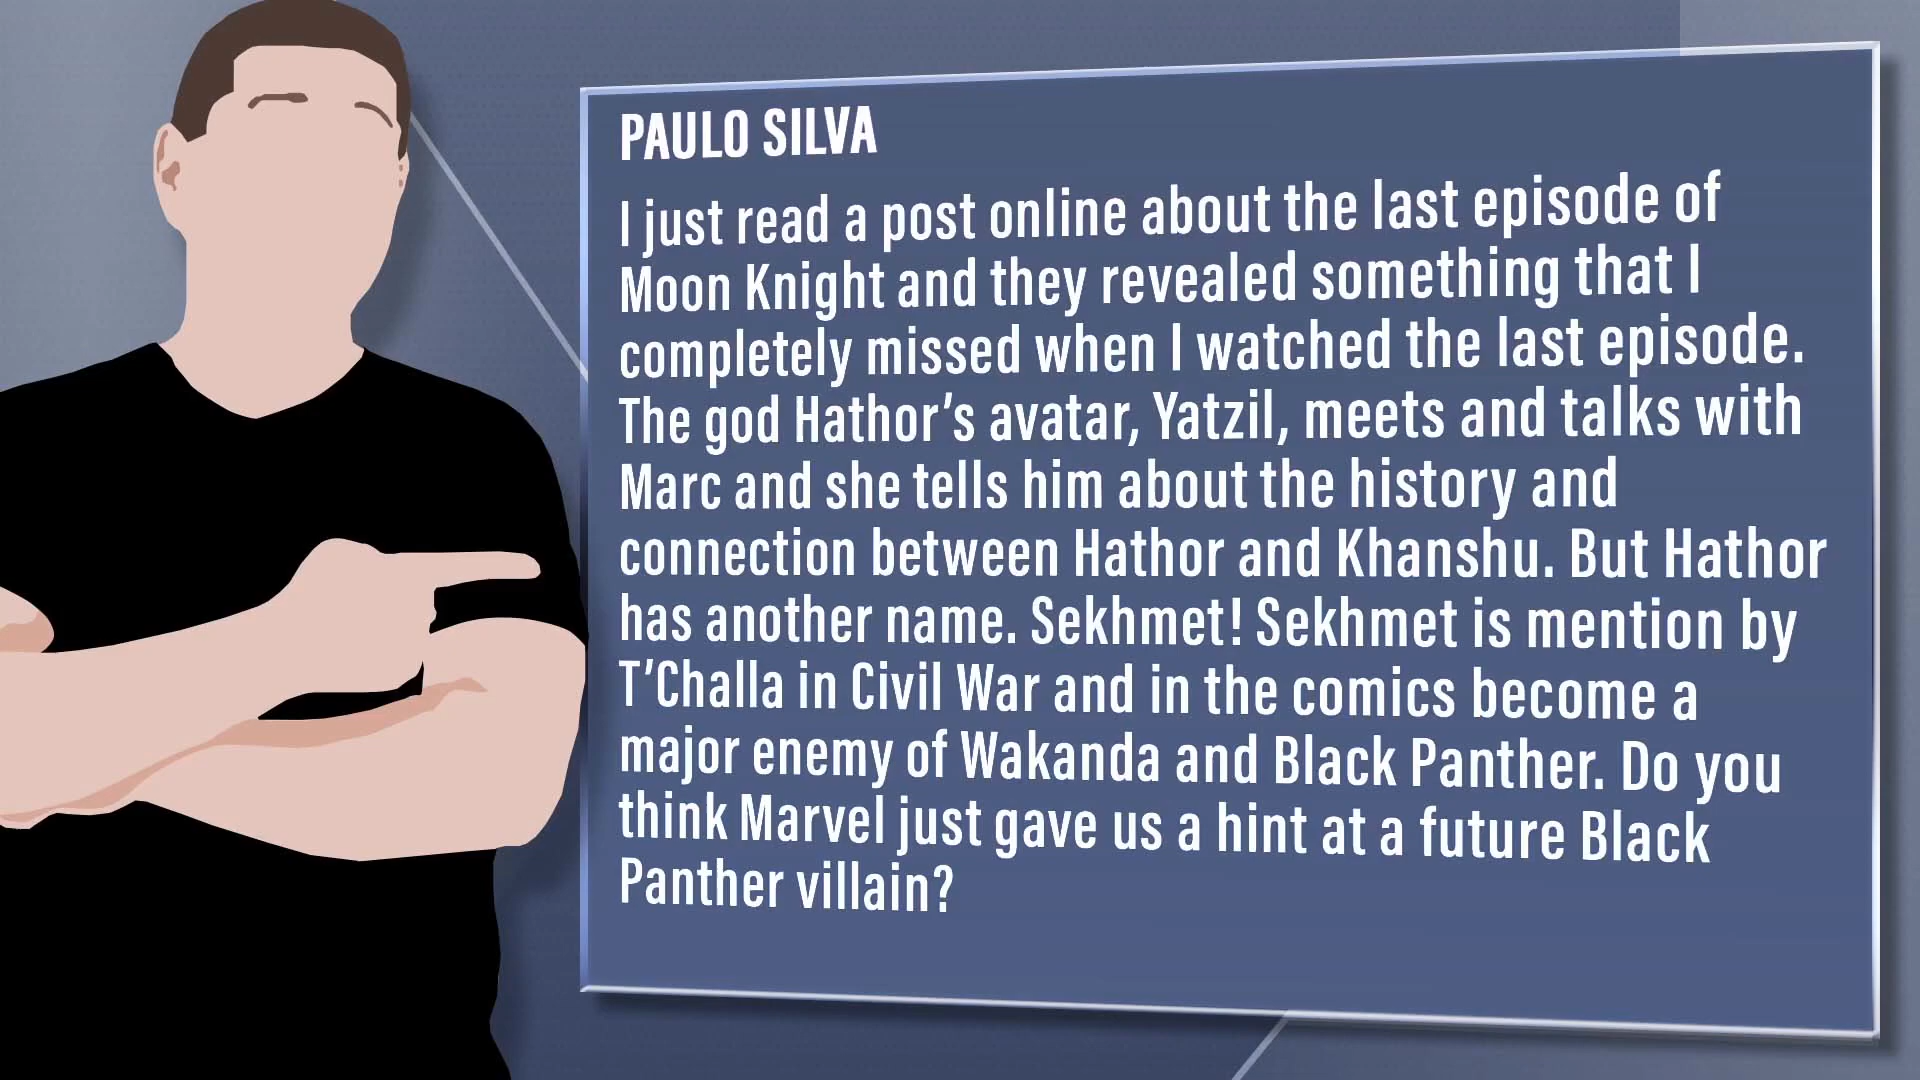 PAULO SILVA
I just read a post online about the last episode of
Moon Knight and they revealed something that I
completely missed when I watched the last episode.
The god Hathor’s avatar, Yatzil, meets and talks with
Marc and she tells him about the history and
connection between Hathor and Khanshu. But Hathor
has another name. Sekhmet! Sekhmet is mention by
T’Challa in Civil War and in the comics become a
major enemy of Wakanda and Black Panther. Do you
think Marvel just gave us a hint at a future Black
Panther villain?